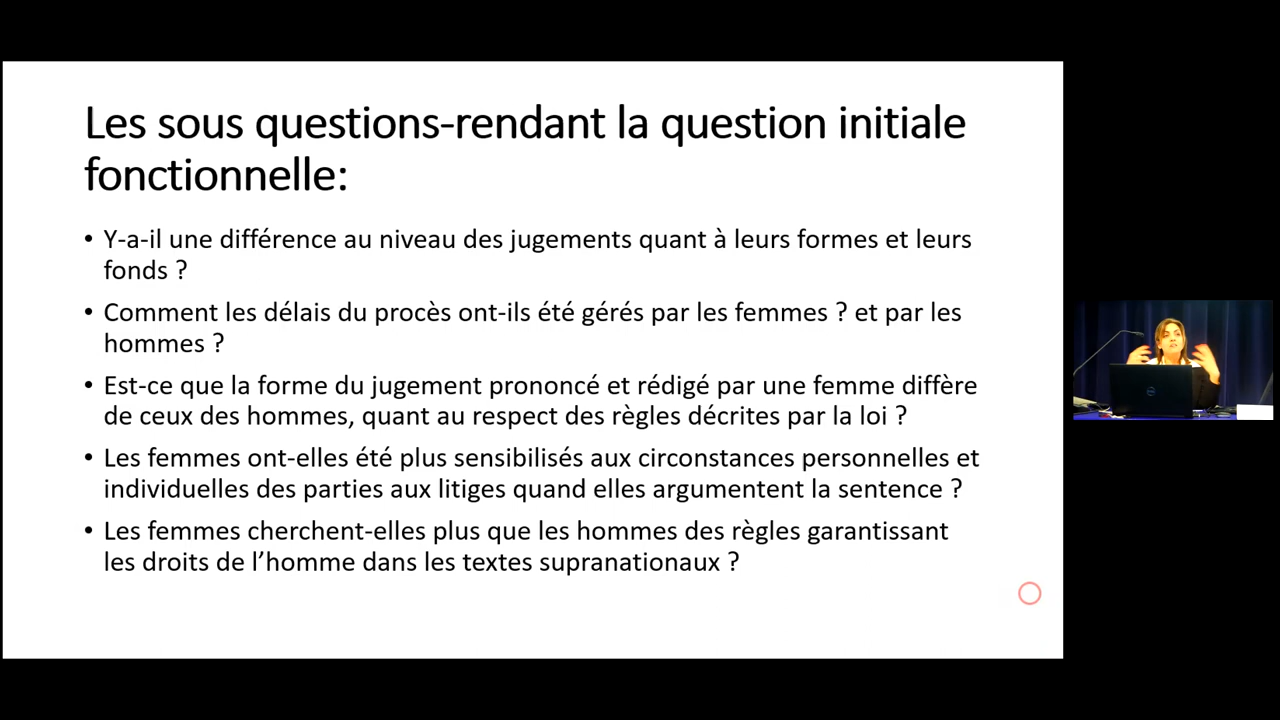 Les sous questions-rendant la question initiale
fonctionnelle:
• Y-a-il une différence au niveau des jugements quant à leurs formes et leurs
fonds ?
• Comment les délais du procès ont-ils été gérés par les femmes ? et par les
hommes ?
• Est-ce que la forme du jugement prononcé et rédigé par une femme diffère
de ceux des hommes, quant au respect des règles décrites par la loi ?
• Les femmes ont-elles été plus sensibilisés aux circonstances personnelles et
individuelles des parties aux litiges quand elles argumentent la sentence ?
• Les femmes cherchent-elles plus que les hommes des règles garantissant
les droits de l’homme dans les textes supranationaux ?